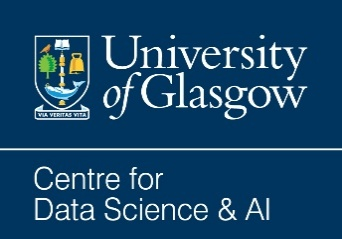 University
of Glasgow
VIA VERITAS VITA
Centre for
Data Science & AI